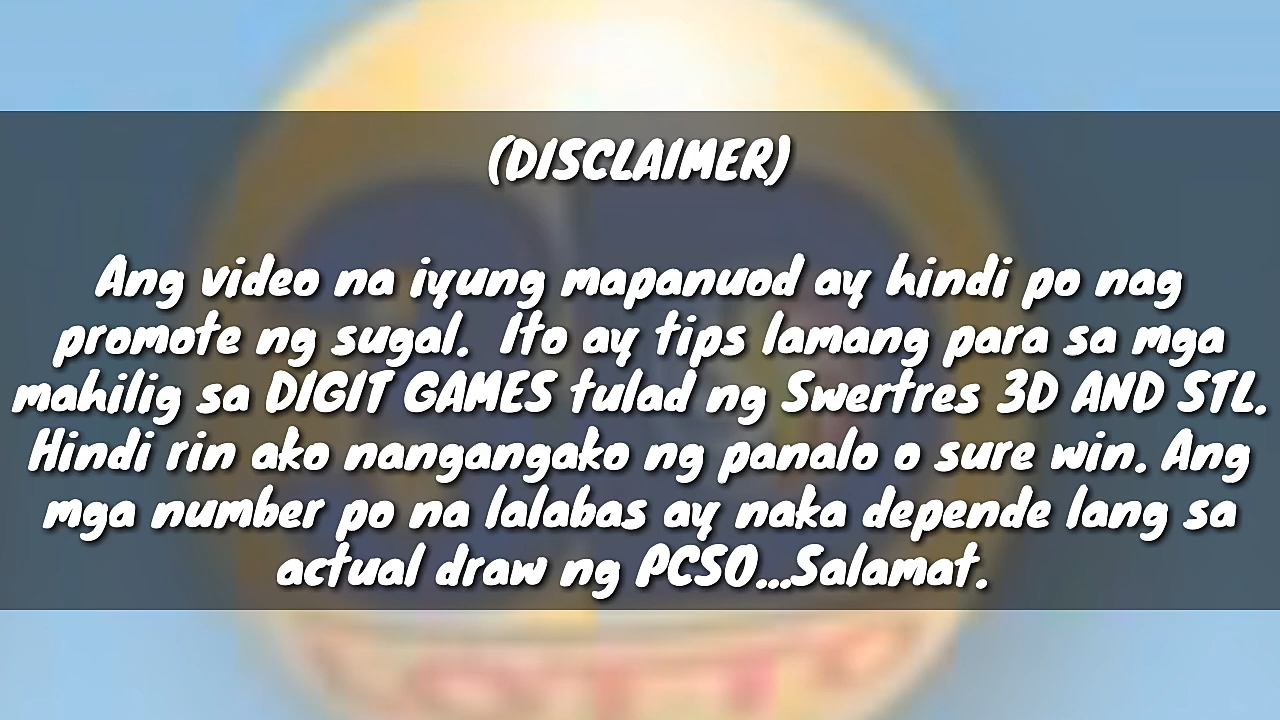 (DISCLAIMER)
Ang video na iyung mapanuod ay hindi po nag
promote ng sugal. Ito ay tips lamang para sa mga
mahilig sa DIGIT GAMES tulad ng Swertres 3D AND STL.
Hindi rin ako nangangako ng panalo o sure win. Ang
mga number po na lalabas ay naka depende lang sa
actual draw ng PCSO...Salamat.